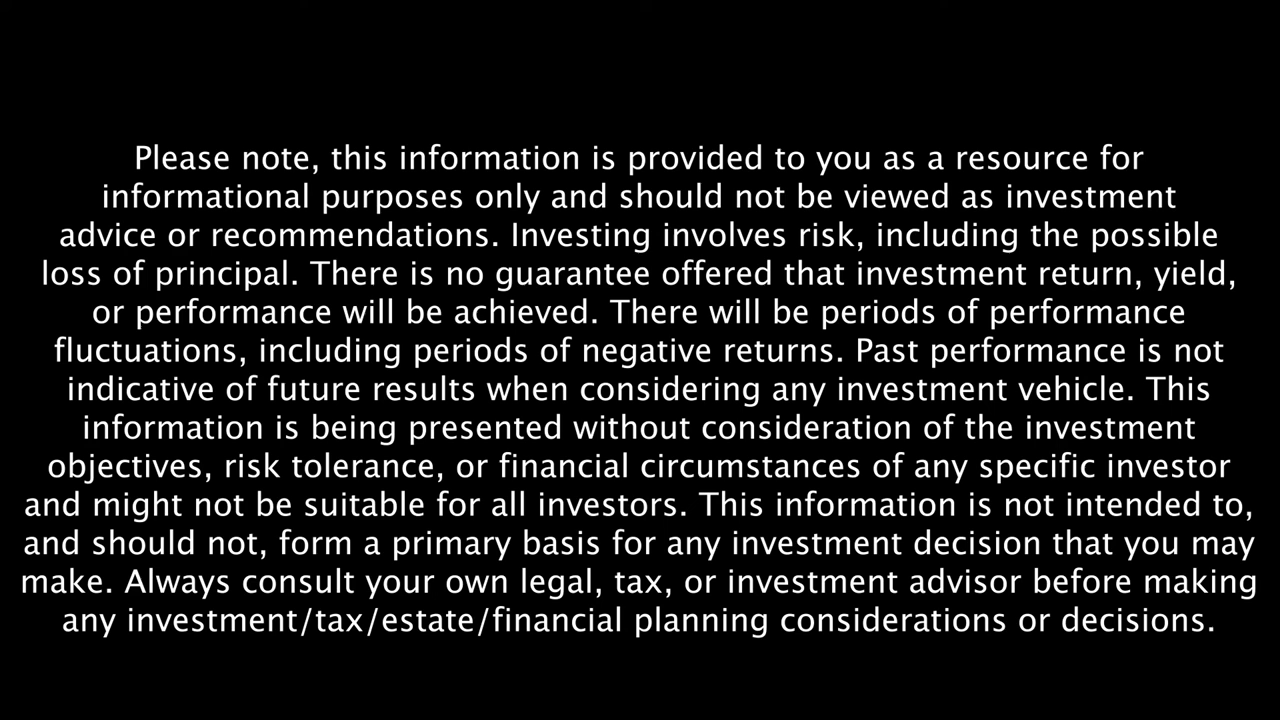 Please note, this information is provided to you as a resource for
informational purposes only and should not be viewed as investment
advice or recommendations. Investing involves risk, including the possible
loss of principal. There is no guarantee offered that investment return, yield,
or performance will be achieved. There will be periods of performance
fluctuations, including periods of negative returns. Past performance is not
indicative of future results when considering any investment vehicle. This
information is being presented without consideration of the investment
objectives, risk tolerance, or financial circumstances of any specific investor
and might not be suitable for all investors. This information is not intended to,
and should not, form a primary basis for any investment decision that you may
make. Always consult your own legal, tax, or investment advisor before making
any investment/tax/estate/financial planning considerations or decisions.